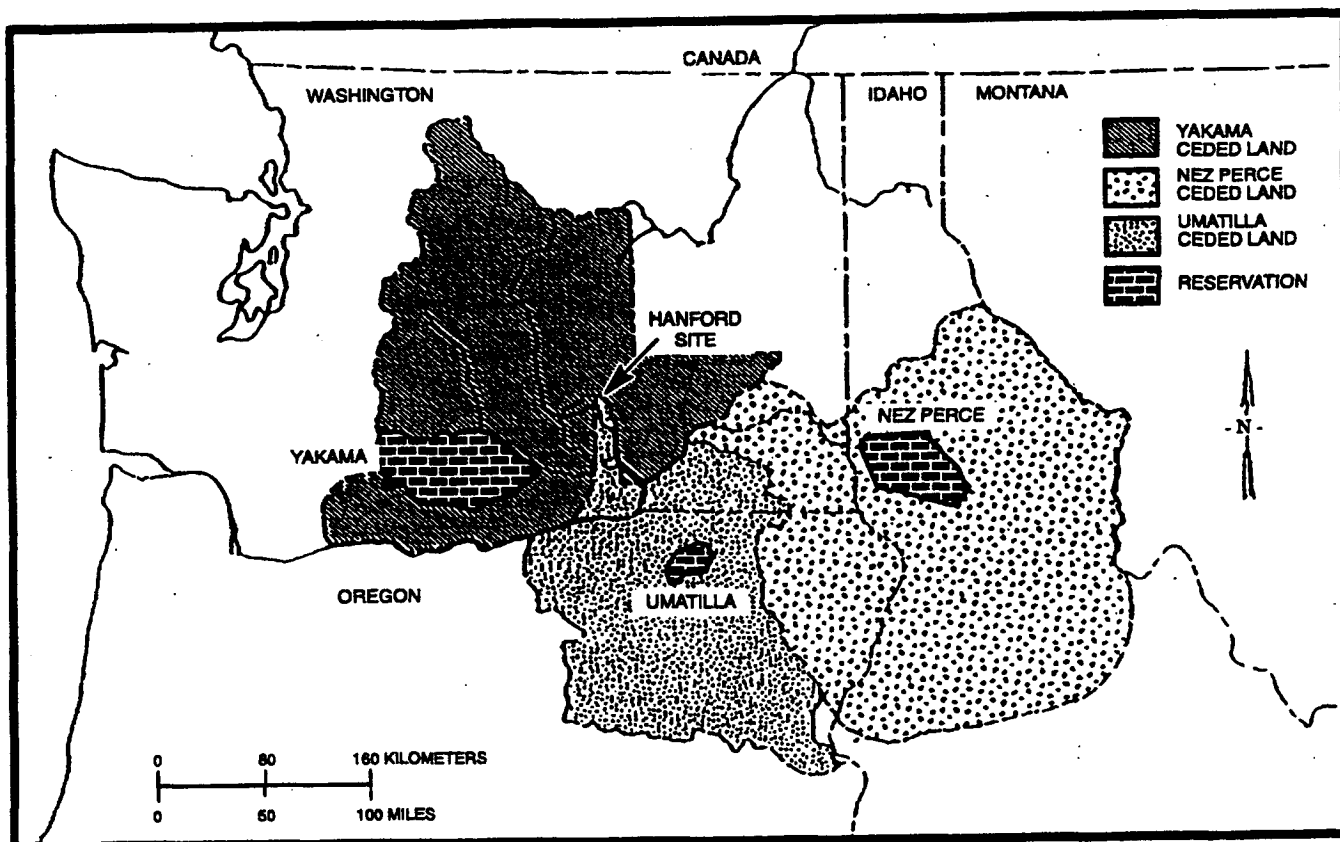 CANADA
WASHINGTON
IDAHO
MONTANA
YAKAMA
CEDED LAND
NEZ PERCE
CEDED LAND
UMATILLA
CEDED LAND
RESERVATION
HANFORD
SITE
NEZ PERCE
YAKAMA
-N-
UMATILLA
OREGON
0 80 160 KILOMETERS
0 50 100 MILES